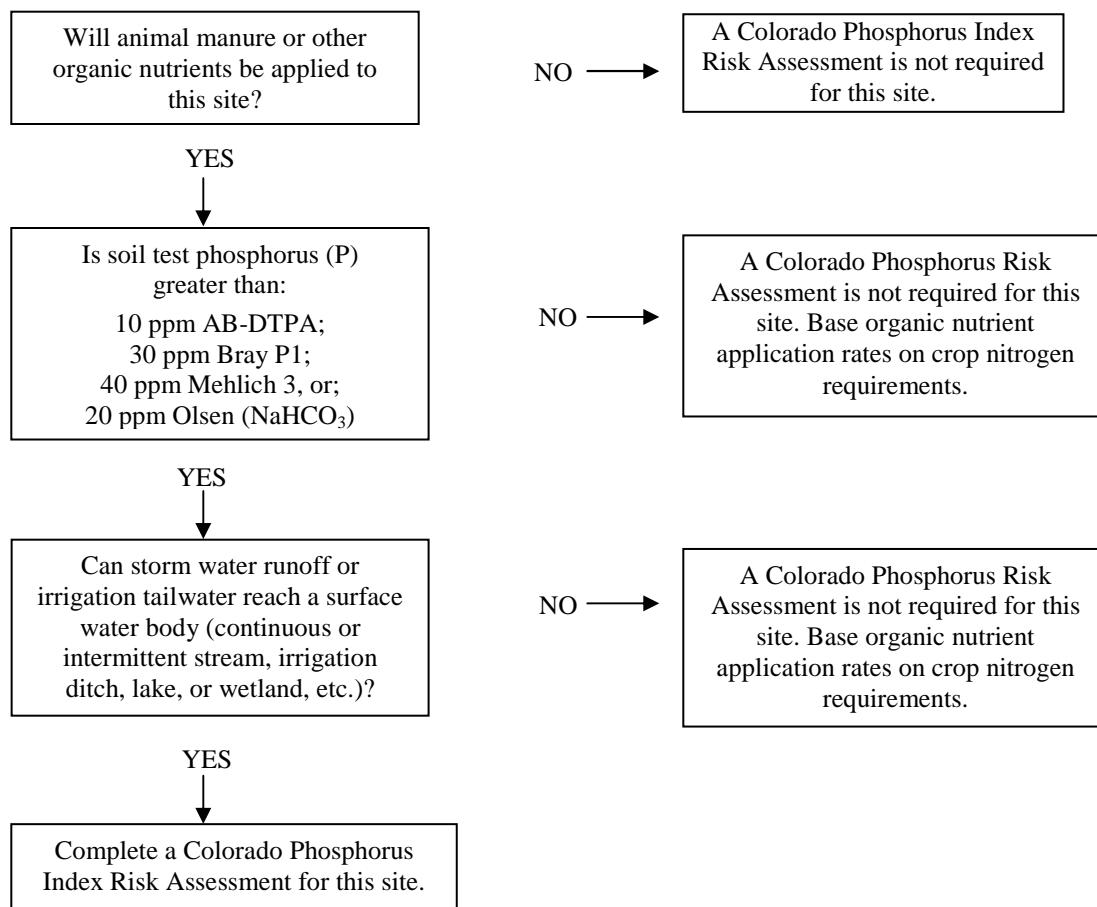 Will animal manure or other
organic nutrients be applied to
this site?
NO
A Colorado Phosphorus Index
Risk Assessment is not required
for this site.
YES
Is soil test phosphorus (P)
greater than:
10 ppm AB-DTPA;
30 ppm Bray P1;
40 ppm Mehlich 3, or;
20 ppm Olsen (NaHCO₃)
NO
A Colorado Phosphorus Risk
Assessment is not required for this
site. Base organic nutrient
application rates on crop nitrogen
requirements.
YES
Can storm water runoff or
irrigation tailwater reach a surface
water body (continuous or
intermittent stream, irrigation
ditch, lake, or wetland, etc.)?
NO
A Colorado Phosphorus Risk
Assessment is not required for this
site. Base organic nutrient
application rates on crop nitrogen
requirements.
YES
Complete a Colorado Phosphorus
Index Risk Assessment for this site.